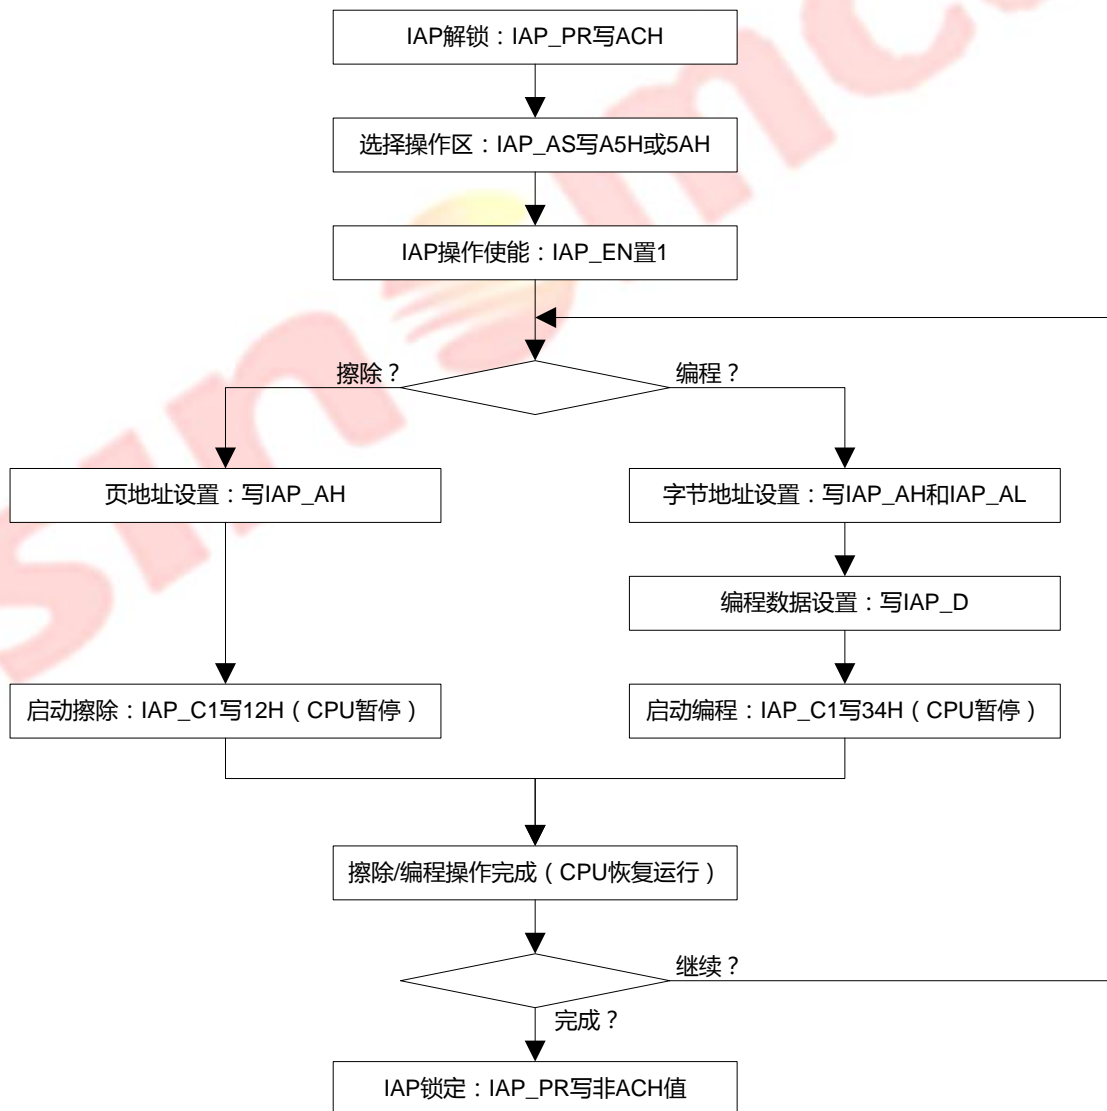 IAP解锁：IAP_PR写ACH
选择操作区：IAP_AS写A5H或5AH
IAP操作使能：IAP_EN置1
擦除？
编程？
页地址设置：写IAP_AH
字节地址设置：写IAP_AH和IAP_AL
编程数据设置：写IAP_D
启动擦除：IAP_C1写12H（CPU暂停）
启动编程：IAP_C1写34H（CPU暂停）
擦除/编程操作完成（CPU恢复运行）
继续？
完成？
IAP锁定：IAP_PR写非ACH值
sinomc